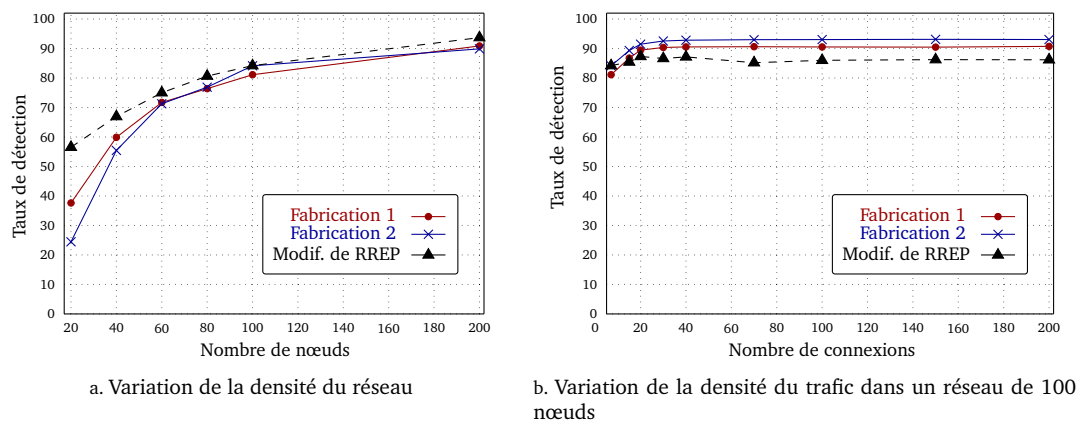 100
90
80
70
60
50
40
30
20
10
0
Taux de détection
20 40 60 80 100 120 140 160 180 200
Nombre de nœuds
Fabrication 1
Fabrication 2
Modif. de RREP
a. Variation de la densité du réseau
100
90
80
70
60
50
40
30
20
10
0
Taux de détection
0 20 40 60 80 100 120 140 160 180 200
Nombre de connexions
Fabrication 1
Fabrication 2
Modif. de RREP
b. Variation de la densité du trafic dans un réseau de 100
nœuds